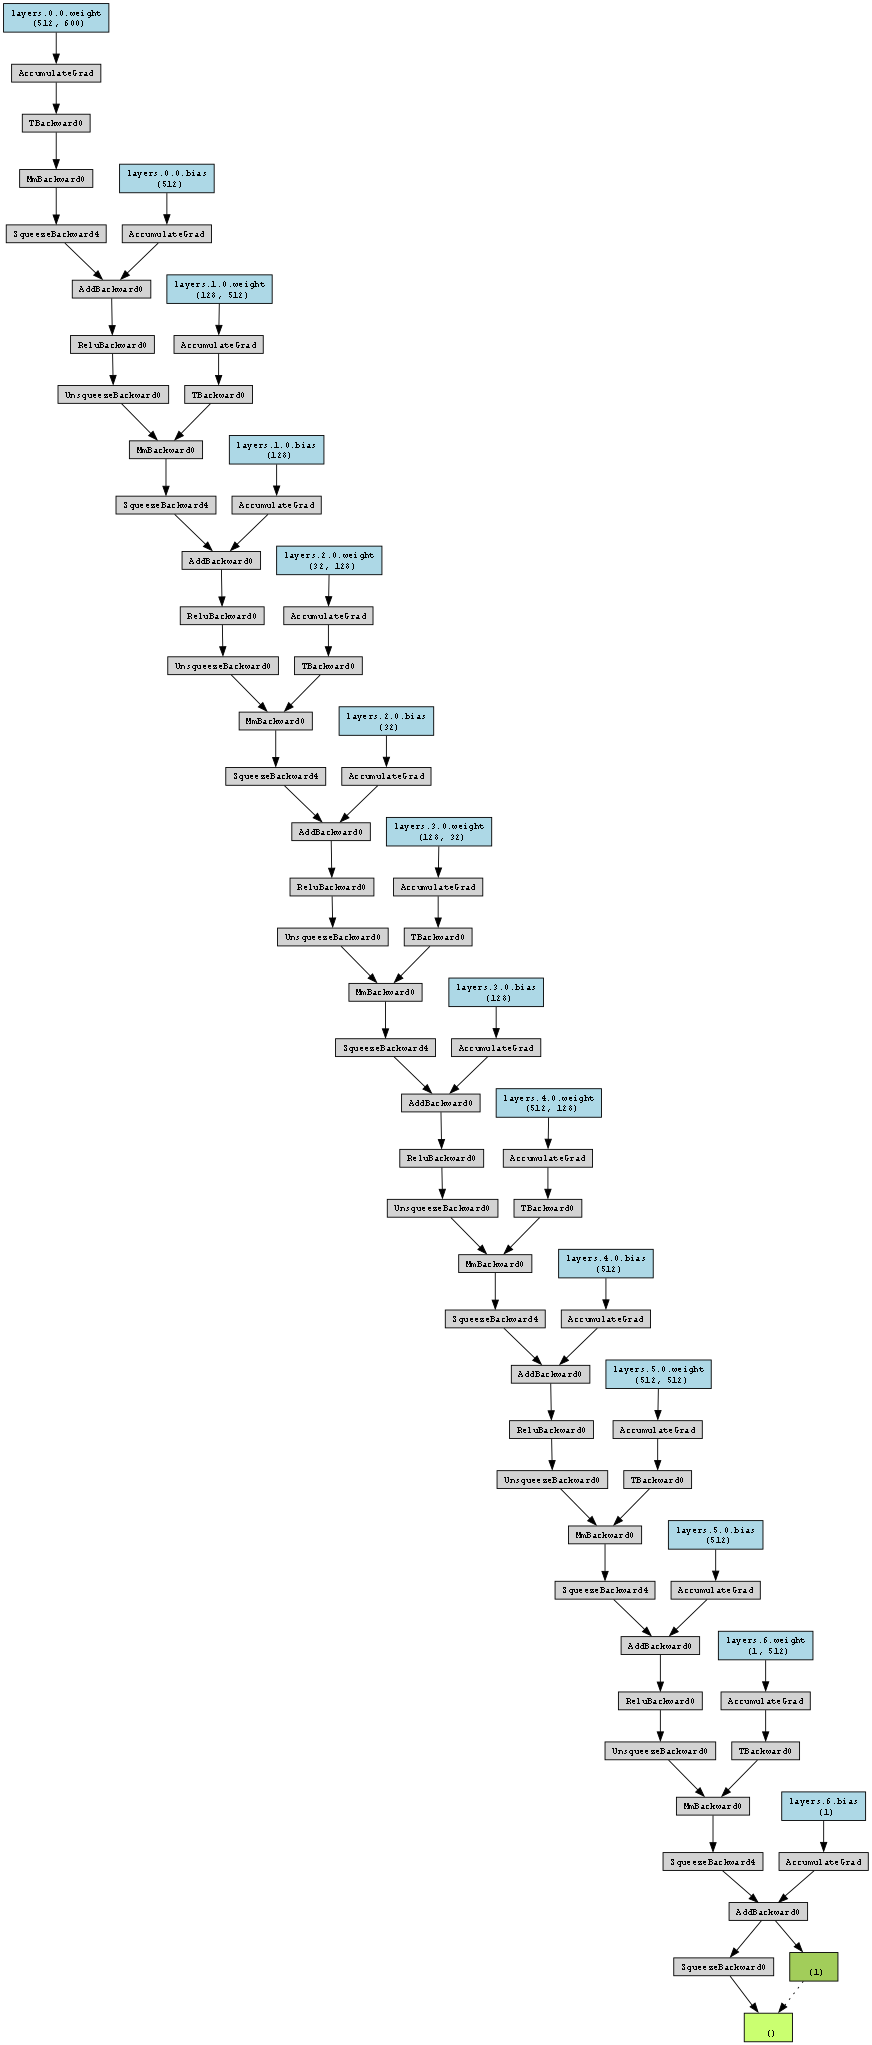 layers.0.0.weight
(512, 600)
AccumulateGrad
TBackward0
MmBackward0
layers.0.0.bias
(512)
SqueezeBackward4
AccumulateGrad
AddBackward0
layers.1.0.weight
(128, 512)
ReluBackward0
AccumulateGrad
UnsqueezeBackward0
TBackward0
MmBackward0
layers.1.0.bias
(128)
SqueezeBackward4
AccumulateGrad
AddBackward0
layers.2.0.weight
(32, 128)
ReluBackward0
AccumulateGrad
UnsqueezeBackward0
TBackward0
MmBackward0
layers.2.0.bias
(32)
SqueezeBackward4
AccumulateGrad
AddBackward0
layers.3.0.weight
(128, 32)
ReluBackward0
AccumulateGrad
UnsqueezeBackward0
TBackward0
MmBackward0
layers.3.0.bias
(128)
SqueezeBackward4
AccumulateGrad
AddBackward0
layers.4.0.weight
(512, 128)
ReluBackward0
AccumulateGrad
UnsqueezeBackward0
TBackward0
MmBackward0
layers.4.0.bias
(512)
SqueezeBackward4
AccumulateGrad
AddBackward0
layers.5.0.weight
(512, 512)
ReluBackward0
AccumulateGrad
UnsqueezeBackward0
TBackward0
MmBackward0
layers.5.0.bias
(512)
SqueezeBackward4
AccumulateGrad
AddBackward0
layers.6.weight
(1, 512)
ReluBackward0
AccumulateGrad
UnsqueezeBackward0
TBackward0
MmBackward0
layers.6.bias
(1)
SqueezeBackward4
AccumulateGrad
AddBackward0
SqueezeBackward0
(1)
()